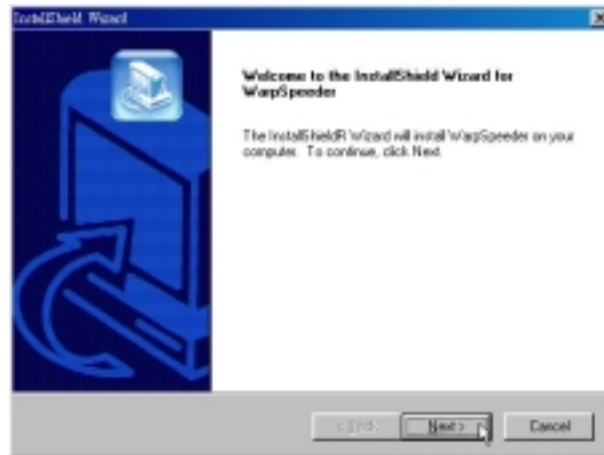 InstallShield Wizard
Welcome to the InstallShield Wizard for
WarpSpeeder
The InstallShieldR Wizard will install WarpSpeeder on your
computer. To continue, click Next.
< Back
Next >
Cancel